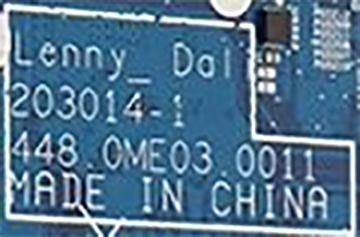 Lenny_ Dal
203014-1
448.0ME03.0011
MADE IN CHINA